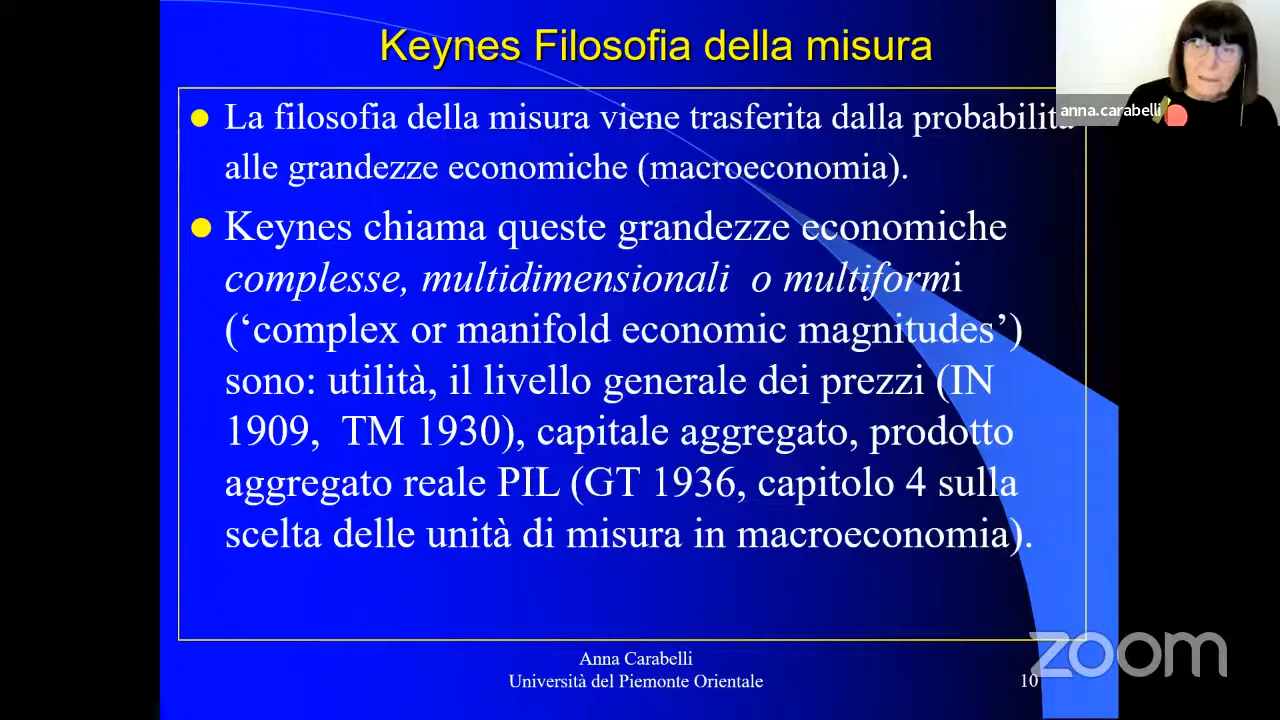 Keynes Filosofia della misura
anna.carabelli
La filosofia della misura viene trasferita dalla probabilità
alle grandezze economiche (macroeconomia).
Keynes chiama queste grandezze economiche
complesse, multidimensionali o multiformi
(‘complex or manifold economic magnitudes’)
sono: utilità, il livello generale dei prezzi (IN
1909, TM 1930), capitale aggregato, prodotto
aggregato reale PIL (GT 1936, capitolo 4 sulla
scelta delle unità di misura in macroeconomia).
Anna Carabelli
Università del Piemonte Orientale
10
zoom